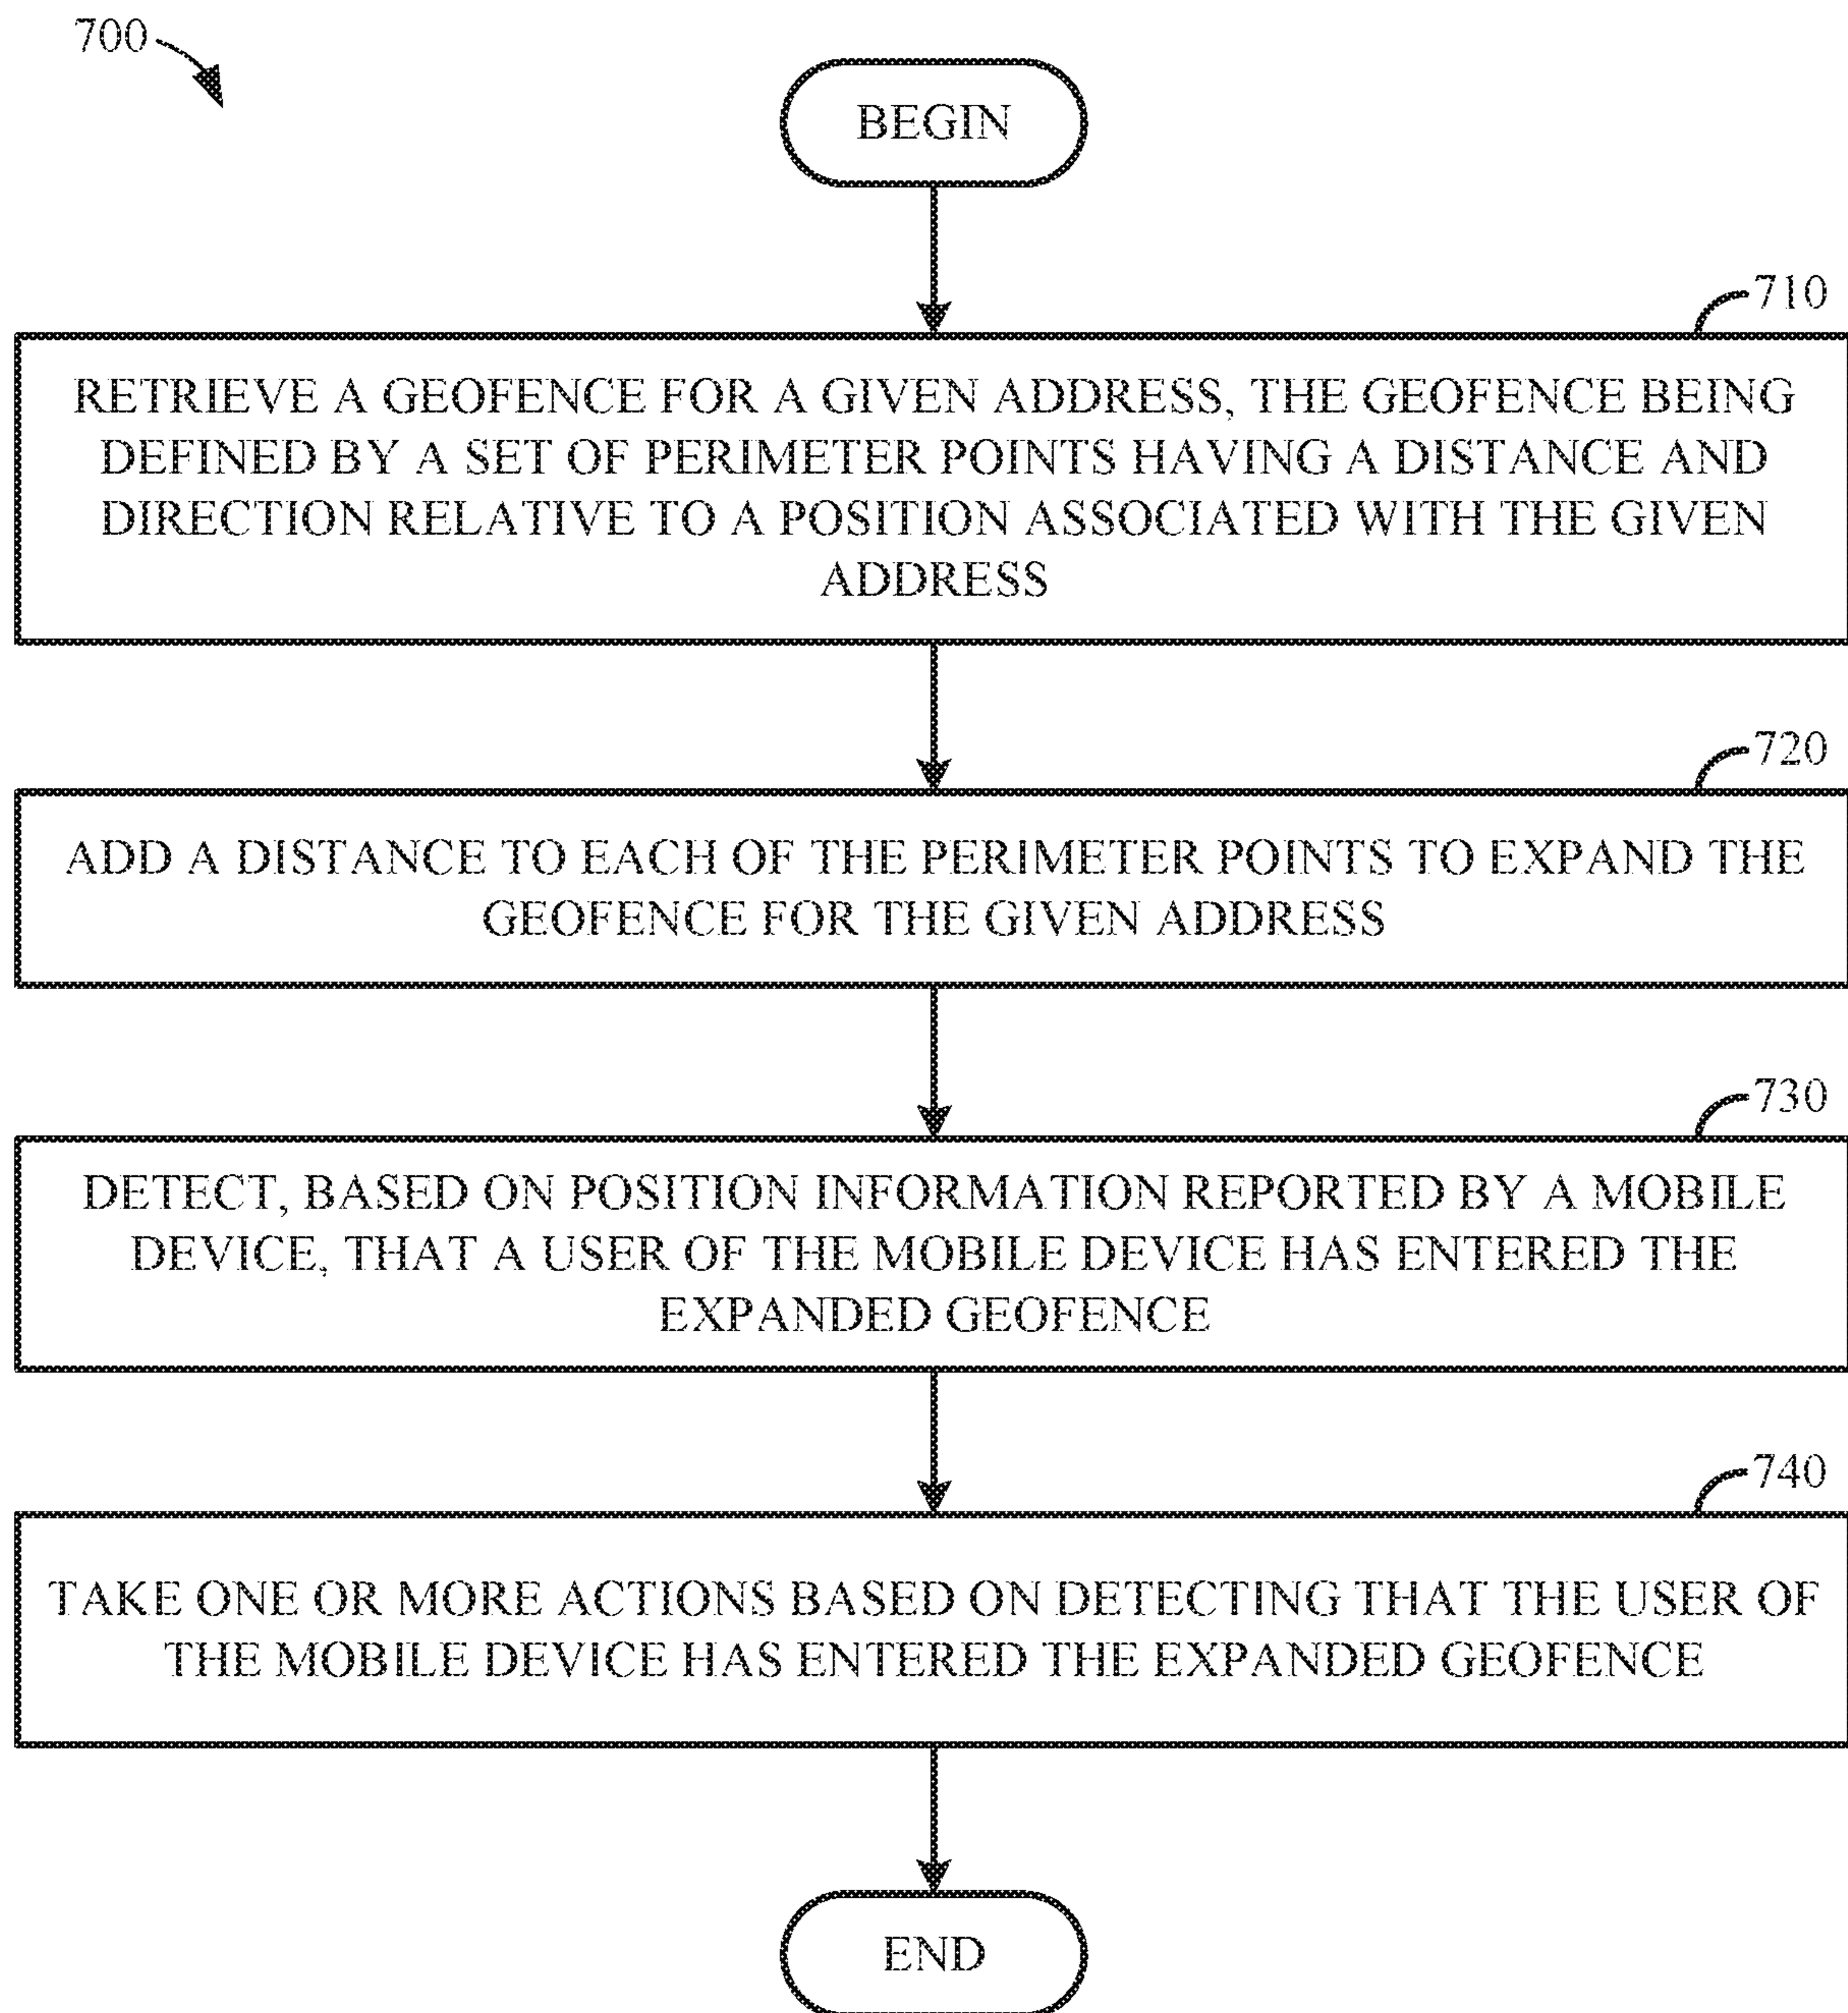 700
BEGIN
710
RETRIEVE A GEOFENCE FOR A GIVEN ADDRESS, THE GEOFENCE BEING
DEFINED BY A SET OF PERIMETER POINTS HAVING A DISTANCE AND
DIRECTION RELATIVE TO A POSITION ASSOCIATED WITH THE GIVEN
ADDRESS
720
ADD A DISTANCE TO EACH OF THE PERIMETER POINTS TO EXPAND THE
GEOFENCE FOR THE GIVEN ADDRESS
730
DETECT, BASED ON POSITION INFORMATION REPORTED BY A MOBILE
DEVICE, THAT A USER OF THE MOBILE DEVICE HAS ENTERED THE
EXPANDED GEOFENCE
740
TAKE ONE OR MORE ACTIONS BASED ON DETECTING THAT THE USER OF
THE MOBILE DEVICE HAS ENTERED THE EXPANDED GEOFENCE
END